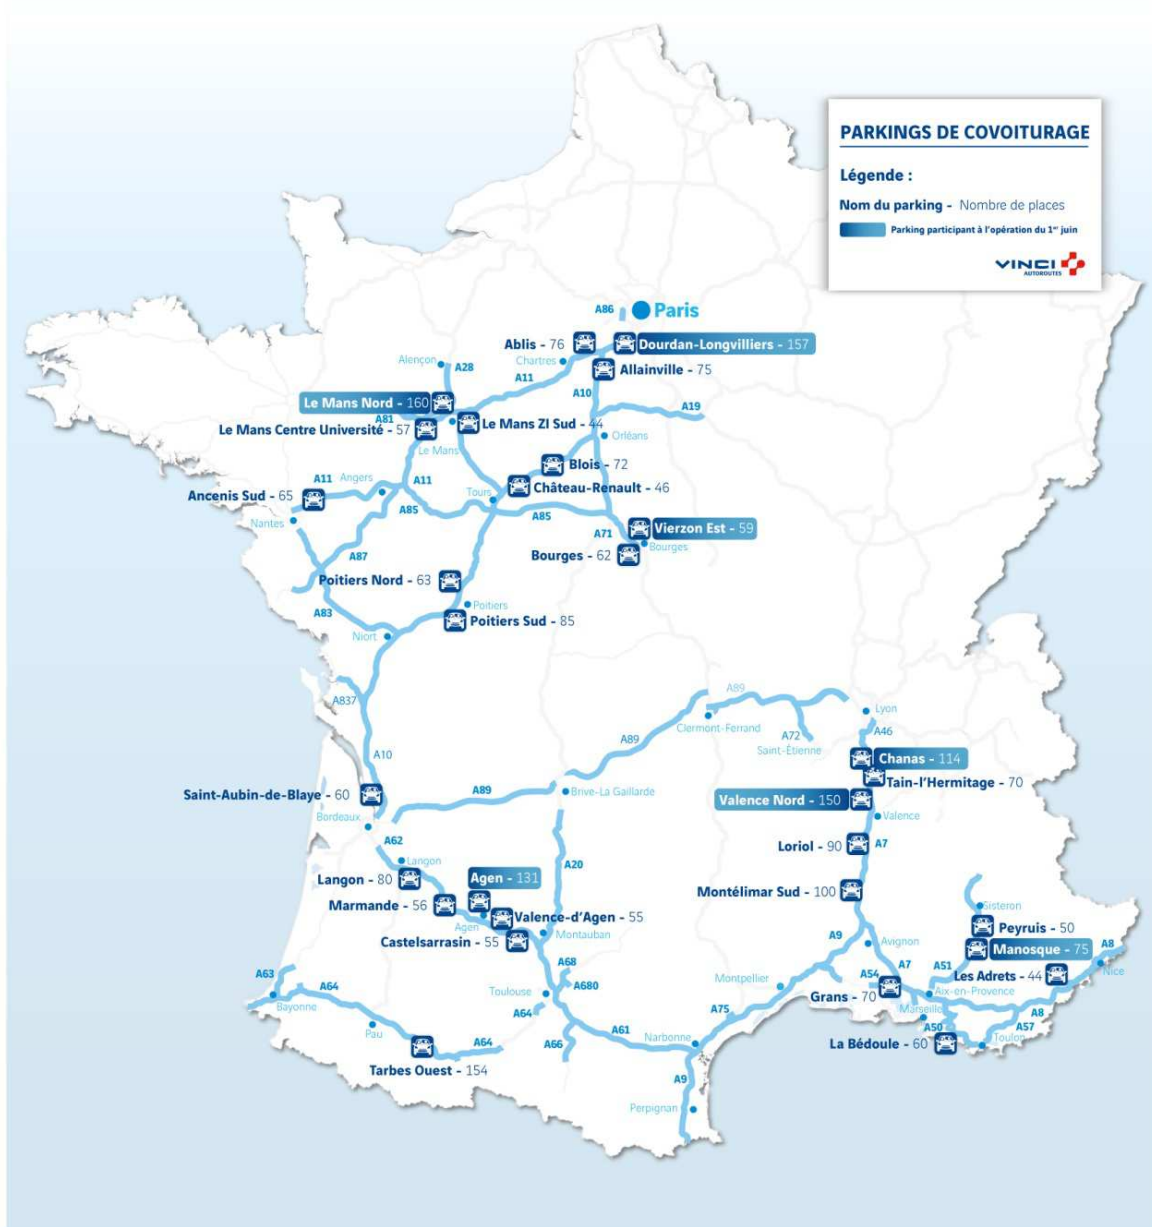 PARKINGS DE COVOITURAGE
Légende :
Nom du parking - Nombre de places
Parking participant à l'opération du 1er juin
VINCI
AUTOROUTES
A86
Paris
Ablis - 76
Dourdan-Longvilliers - 157
Alençon
A28
Chartres
Allainville - 75
A11
A10
Le Mans Nord - 160
A19
A81
Le Mans Centre Université - 57
Le Mans ZI Sud - 44
Orléans
Le Mans
Blois - 72
Angers
A11
A11
Château-Renault - 46
Ancenis Sud - 65
Tours
A85
A85
Nantes
Vierzon Est - 59
A71
Bourges
A87
Bourges - 62
Poitiers Nord - 63
A83
Poitiers
Poitiers Sud - 85
Niort
A837
A89
Lyon
Clermont-Ferrand
A46
A72
Saint-Étienne
A89
A10
Chanas - 114
Tain-l'Hermitage - 70
Saint-Aubin-de-Blaye - 60
A89
Brive-La Gaillarde
Valence Nord - 150
Bordeaux
Valence
A62
Loriol - 90
A7
Langon
A20
Langon - 80
Agen - 131
Montélimar Sud - 100
Marmande - 56
Valence-d'Agen - 55
Sisteron
Agen
Peyruis - 50
Montauban
Castelsarrasin - 55
A9
Avignon
Manosque - 75
A8
A68
A63
A64
A680
Montpellier
A54
A7
A51
Les Adrets - 44
Nice
Toulouse
Grans - 70
Aix-en-Provence
Bayonne
A64
A75
Marseille
A8
Pau
A61
A50
A57
A64
A66
Narbonne
La Bédoule - 60
Toulon
Tarbes Ouest - 154
A9
Perpignan